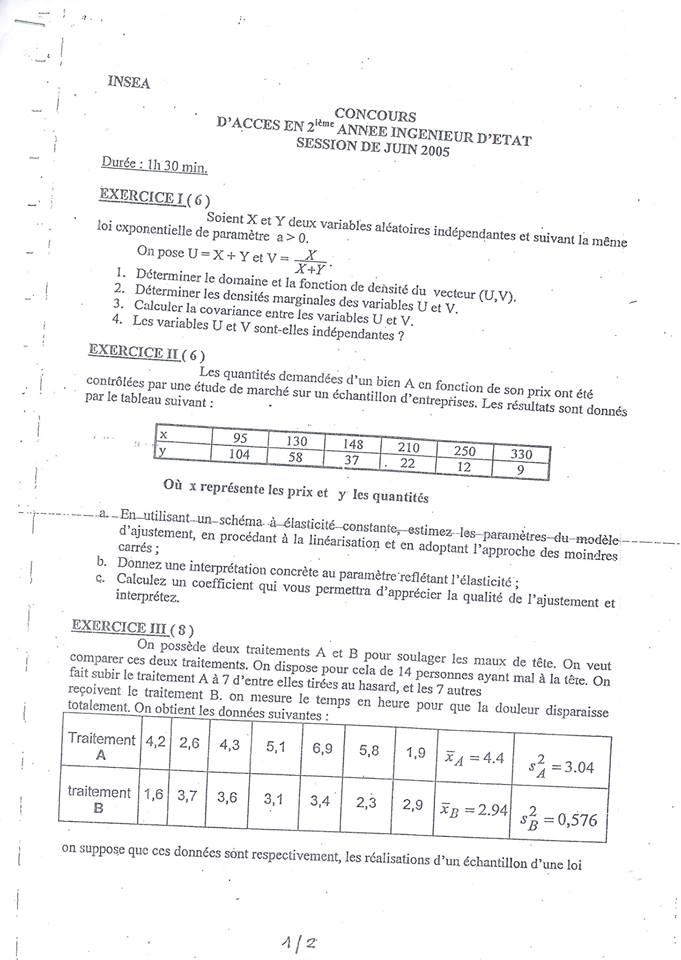 INSEA
CONCOURS
D'ACCES EN 2ième ANNEE INGENIEUR D'ETAT
SESSION DE JUIN 2005
Durée : 1h 30 min.
EXERCICE I ( 6 )
Soient X et Y deux variables aléatoires indépendantes et suivant la même
loi exponentielle de paramètre a > 0.
On pose U = X + Y et V = X/(X+Y).
1. Déterminer le domaine et la fonction de densité du vecteur (U,V).
2. Déterminer les densités marginales des variables U et V.
3. Calculer la covariance entre les variables U et V.
4. Les variables U et V sont-elles indépendantes ?
EXERCICE II ( 6 )
Les quantités demandées d'un bien A en fonction de son prix ont été
contrôlées par une étude de marché sur un échantillon d'entreprises. Les résultats sont donnés
par le tableau suivant :
x 95 130 148 210 250 330
y 104 58 37 22 12 9
Où x représente les prix et y les quantités
a. En utilisant un schéma à élasticité constante, estimez les paramètres du modèle
d'ajustement, en procédant à la linéarisation et en adoptant l'approche des moindres
carrés ;
b. Donnez une interprétation concrète au paramètre reflétant l'élasticité ;
c. Calculez un coefficient qui vous permettra d'apprécier la qualité de l'ajustement et
interprétez.
EXERCICE III ( 8 )
On possède deux traitements A et B pour soulager les maux de tête. On veut
comparer ces deux traitements. On dispose pour cela de 14 personnes ayant mal à la tête. On
fait subir le traitement A à 7 d'entre elles tirées au hasard, et les 7 autres
reçoivent le traitement B. on mesure le temps en heure pour que la douleur disparaisse
totalement. On obtient les données suivantes :
Traitement A 4,2 2,6 4,3 5,1 6,9 5,8 1,9 x̄_A = 4.4 s²_A = 3.04
traitement B 1,6 3,7 3,6 3,1 3,4 2,3 2,9 x̄_B = 2.94 s²_B = 0,576
on suppose que ces données sont respectivement, les réalisations d'un échantillon d'une loi
1/2